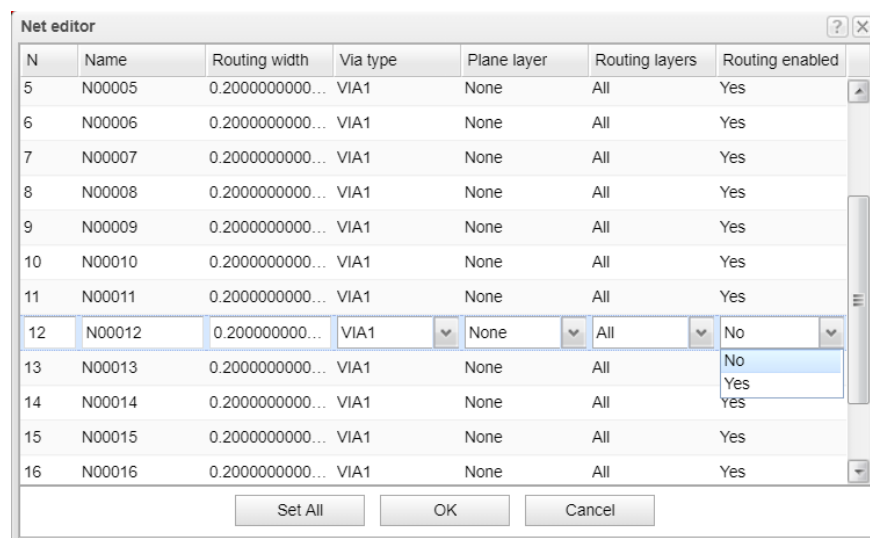 Net editor
N Name Routing width Via type Plane layer Routing layers Routing enabled
5 N00005 0.2000000000... VIA1 None All Yes
6 N00006 0.2000000000... VIA1 None All Yes
7 N00007 0.2000000000... VIA1 None All Yes
8 N00008 0.2000000000... VIA1 None All Yes
9 N00009 0.2000000000... VIA1 None All Yes
10 N00010 0.2000000000... VIA1 None All Yes
11 N00011 0.2000000000... VIA1 None All Yes
12 N00012 0.200000000... VIA1 None All No
13 N00013 0.2000000000... VIA1 None All No
Yes
14 N00014 0.2000000000... VIA1 None All Yes
15 N00015 0.2000000000... VIA1 None All Yes
16 N00016 0.2000000000... VIA1 None All Yes
Set All OK Cancel